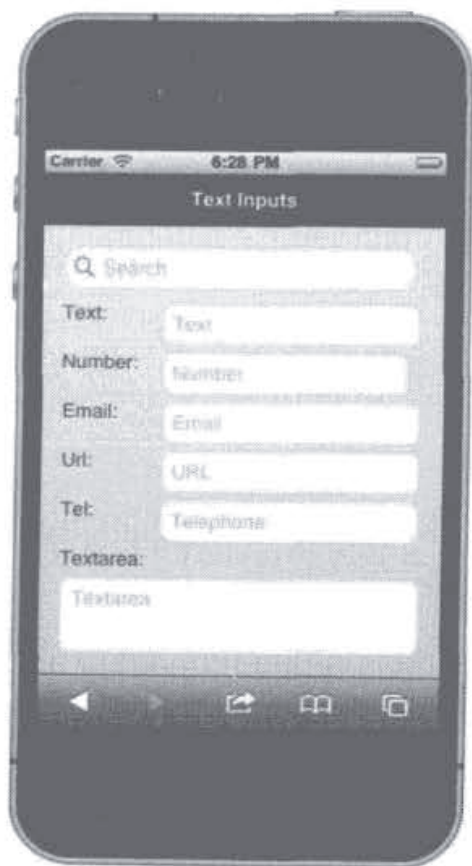 Carrier 6:28 PM
Text Inputs
Search
Text: Text
Number: Number
Email: Email
Url: URL
Tel: Telephone
Textarea:
Textarea